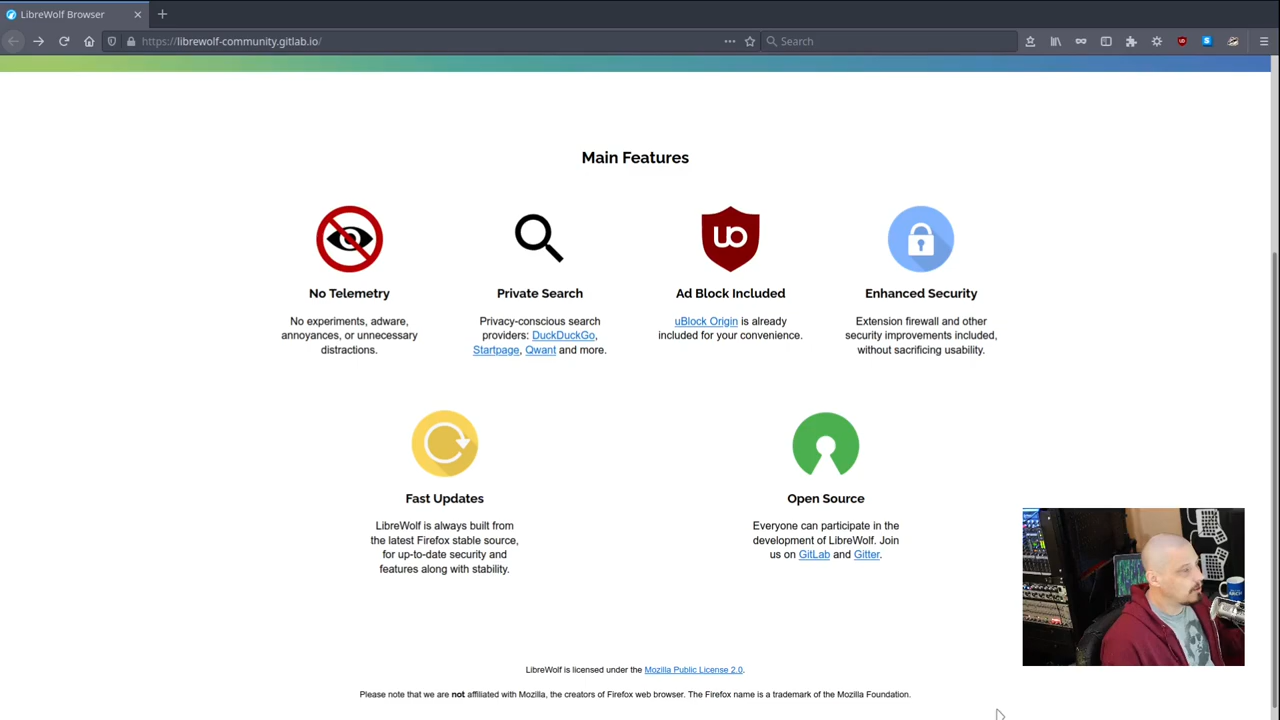 LibreWolf Browser
https://librewolf-community.gitlab.io/
Search
Main Features
No Telemetry
No experiments, adware,
annoyances, or unnecessary
distractions.
Private Search
Privacy-conscious search
providers: DuckDuckGo,
Startpage, Qwant and more.
Ad Block Included
uBlock Origin is already
included for your convenience.
Enhanced Security
Extension firewall and other
security improvements included,
without sacrificing usability.
Fast Updates
LibreWolf is always built from
the latest Firefox stable source,
for up-to-date security and
features along with stability.
Open Source
Everyone can participate in the
development of LibreWolf. Join
us on GitLab and Gitter.
LibreWolf is licensed under the Mozilla Public License 2.0.
Please note that we are not affiliated with Mozilla, the creators of Firefox web browser. The Firefox name is a trademark of the Mozilla Foundation.